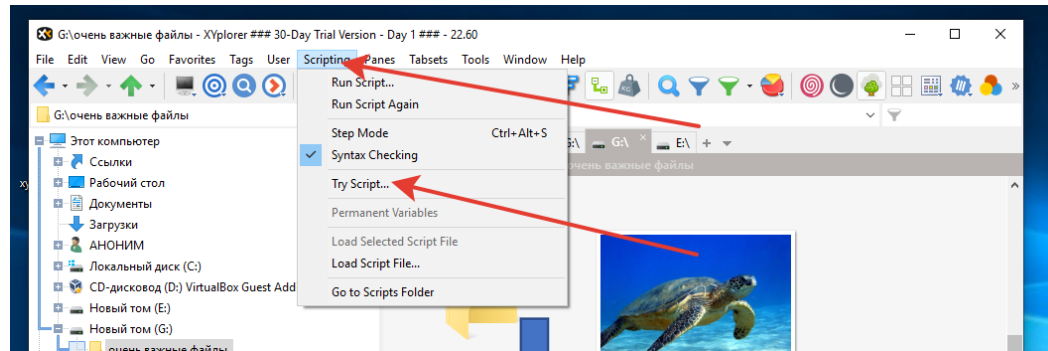 G:\очень важные файлы - XYplorer ### 30-Day Trial Version - Day 1 ### - 22.60
File Edit View Go Favorites Tags User Scripting Panes Tabsets Tools Window Help
G:\очень важные файлы
Run Script...
Run Script Again
Step Mode Ctrl+Alt+S
Syntax Checking
Try Script...
Permanent Variables
Load Selected Script File
Load Script File...
Go to Scripts Folder
G:\ E:\
очень важные файлы
Этот компьютер
Ссылки
Рабочий стол
Документы
Загрузки
АНОНИМ
Локальный диск (C:)
CD-дисковод (D:) VirtualBox Guest Add
Новый том (E:)
Новый том (G:)
очень важные файлы